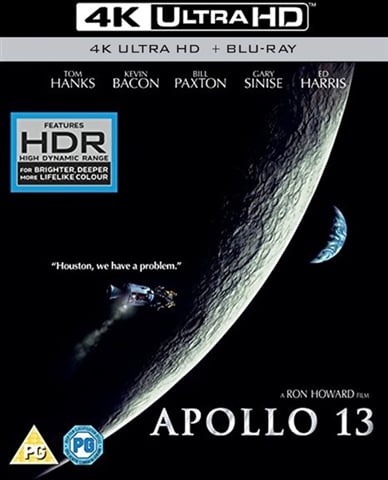 4K ULTRA HD™
4K ULTRA HD + BLU-RAY
TOM HANKS
KEVIN BACON
BILL PAXTON
GARY SINISE
ED HARRIS
FEATURES
HDR
HIGH DYNAMIC RANGE
FOR BRIGHTER, DEEPER
MORE LIFELIKE COLOUR
"Houston, we have a problem."
A RON HOWARD FILM
APOLLO 13
PG
PG